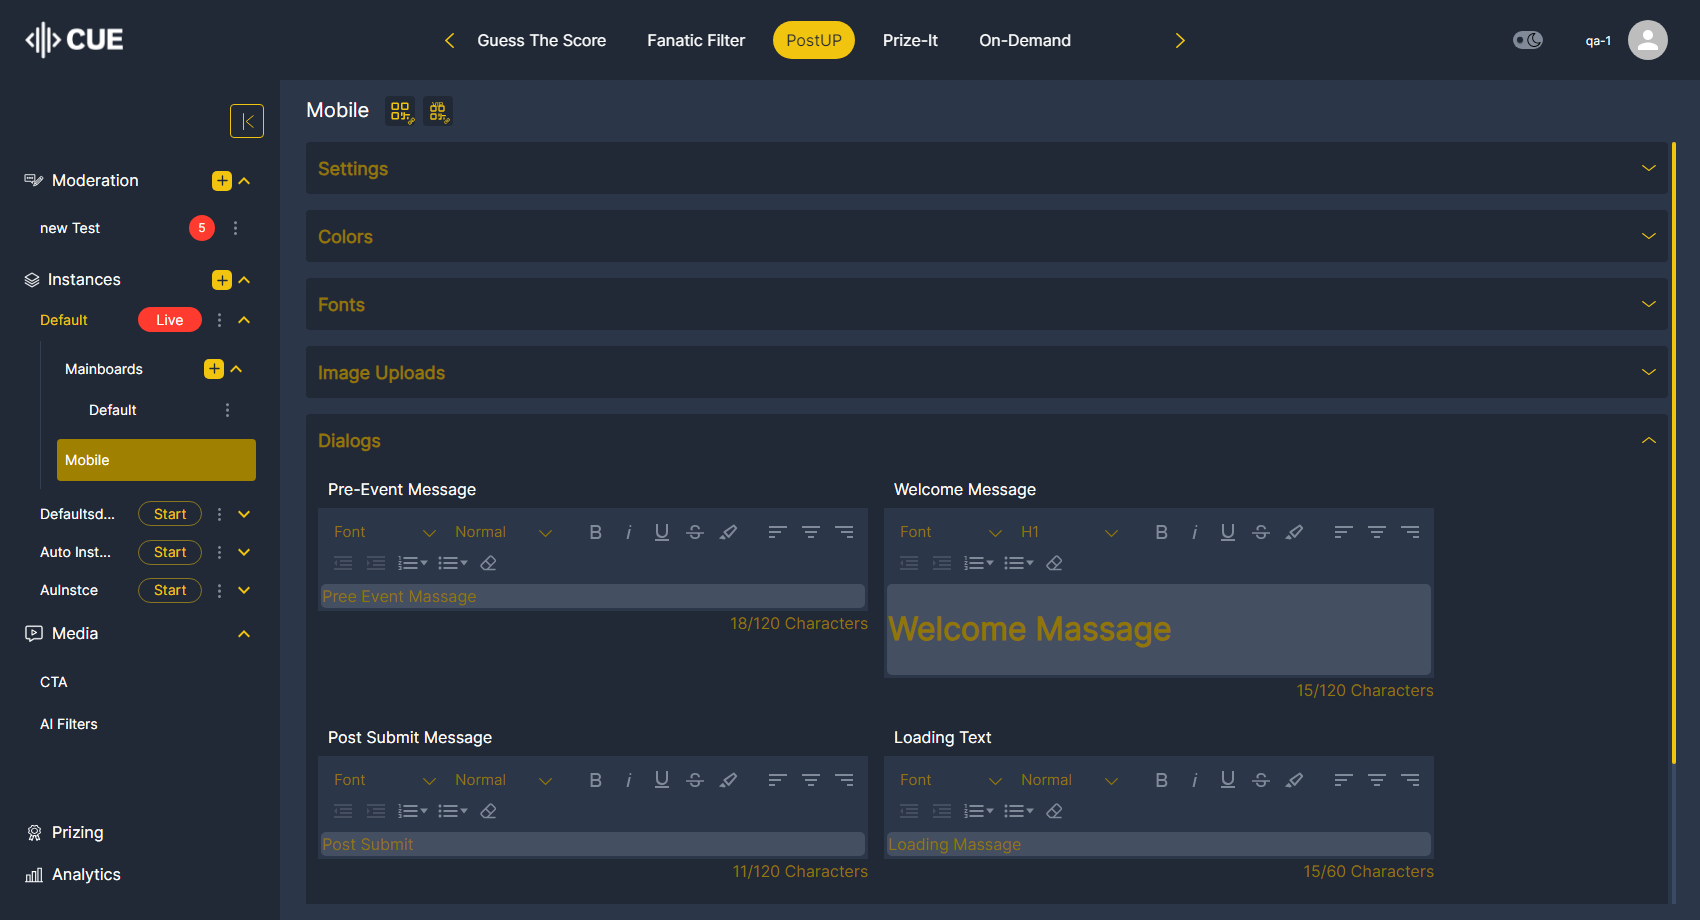 CUE
Guess The Score
Fanatic Filter
PostUP
Prize-It
On-Demand
qa-1
Moderation
new Test
5
Instances
Default
Live
Mainboards
Default
Mobile
Defaultsd...
Start
Auto Inst...
Start
AuInstce
Start
Media
CTA
AI Filters
Prizing
Analytics
Mobile
VIP
Settings
Colors
Fonts
Image Uploads
Dialogs
Pre-Event Message
Font
Normal
Pree Event Massage
18/120 Characters
Welcome Message
Font
H1
Welcome Massage
15/120 Characters
Post Submit Message
Font
Normal
Post Submit
11/120 Characters
Loading Text
Font
Normal
Loading Massage
15/60 Characters